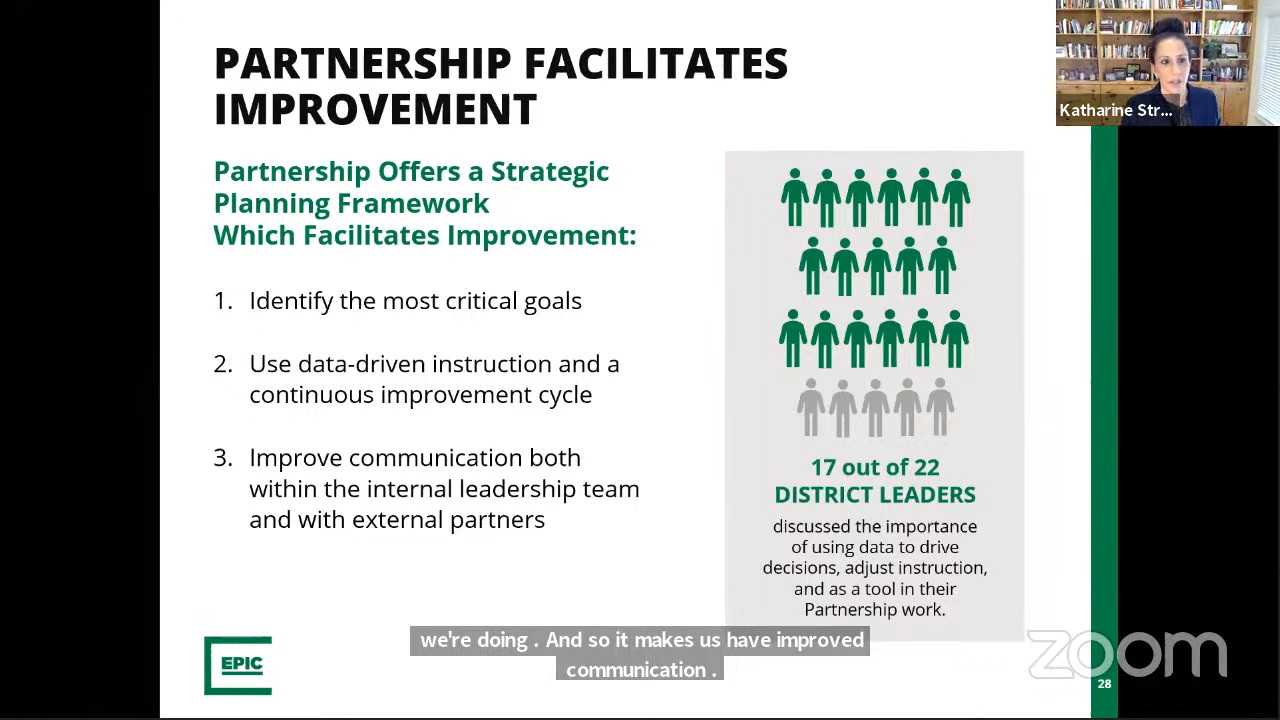 PARTNERSHIP FACILITATES
IMPROVEMENT
Katharine Str...
Partnership Offers a Strategic
Planning Framework
Which Facilitates Improvement:
1. Identify the most critical goals
2. Use data-driven instruction and a
continuous improvement cycle
3. Improve communication both
within the internal leadership team
and with external partners
17 out of 22
DISTRICT LEADERS
discussed the importance
of using data to drive
decisions, adjust instruction,
and as a tool in their
Partnership work.
we're doing . And so it makes us have improved
communication .
EPIC
zoom
28